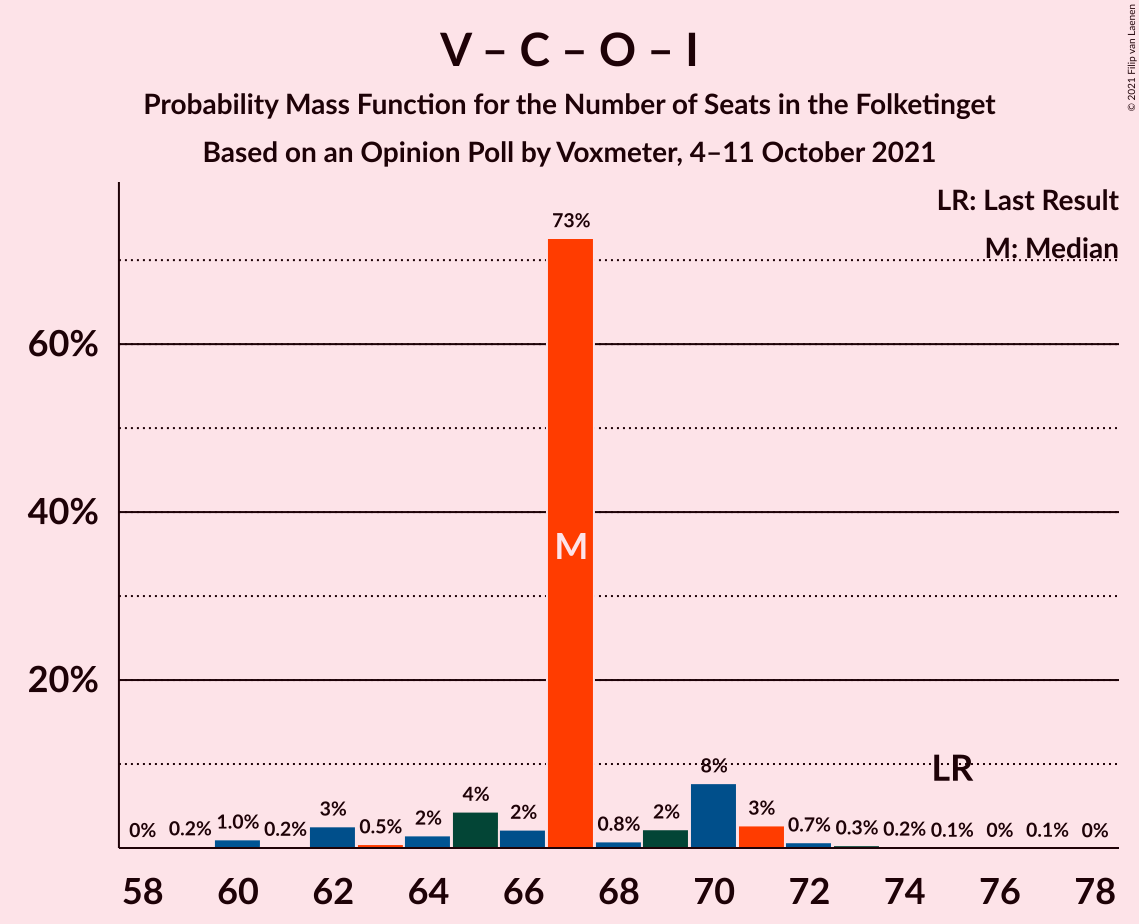 V – C – O – I
Probability Mass Function for the Number of Seats in the Folketinget
Based on an Opinion Poll by Voxmeter, 4–11 October 2021
© 2021 Filip van Laenen
LR: Last Result
M: Median
73%
60%
40%
20%
M
LR
0%
0.2%
1.0%
0.2%
3%
0.5%
2%
4%
2%
0.8%
2%
8%
3%
0.7%
0.3%
0.2%
0.1%
0%
0.1%
0%
58 60 62 64 66 68 70 72 74 76 78